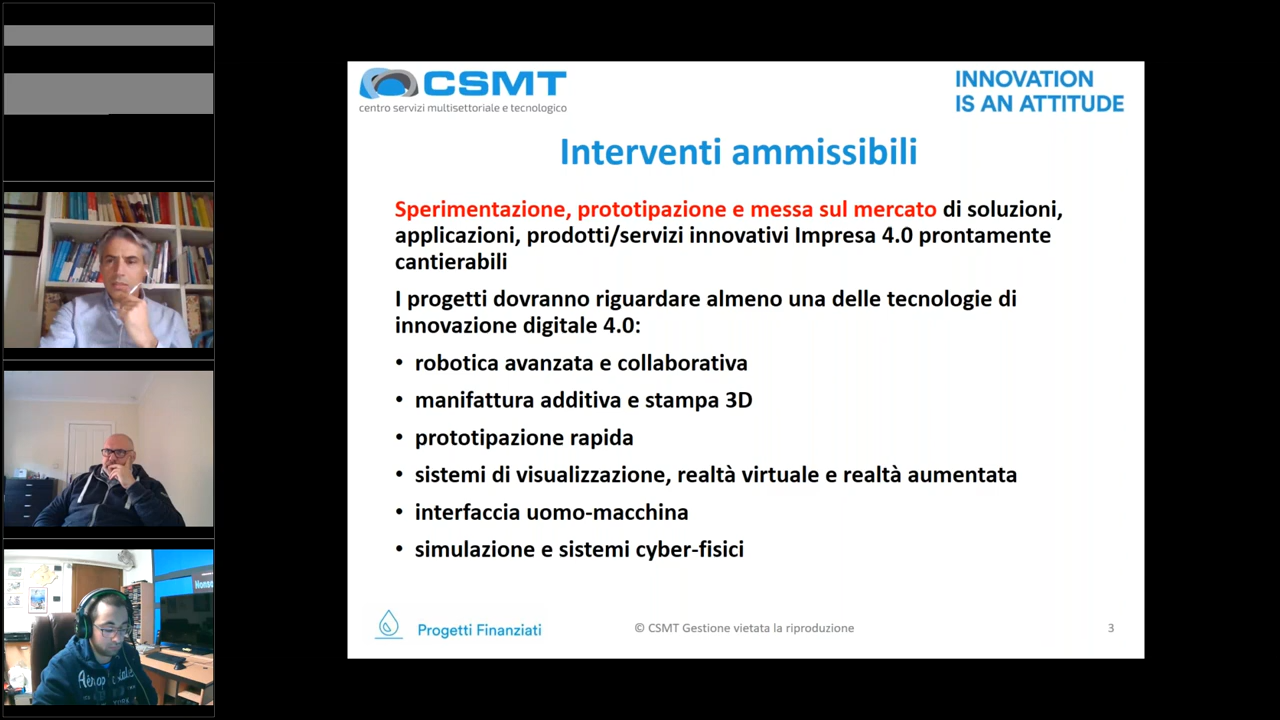 CSMT
centro servizi multisettoriale e tecnologico
INNOVATION
IS AN ATTITUDE
Interventi ammissibili
Sperimentazione, prototipazione e messa sul mercato di soluzioni,
applicazioni, prodotti/servizi innovativi Impresa 4.0 prontamente
cantierabili
I progetti dovranno riguardare almeno una delle tecnologie di
innovazione digitale 4.0:
• robotica avanzata e collaborativa
• manifattura additiva e stampa 3D
• prototipazione rapida
• sistemi di visualizzazione, realtà virtuale e realtà aumentata
• interfaccia uomo-macchina
• simulazione e sistemi cyber-fisici
Progetti Finanziati
© CSMT Gestione vietata la riproduzione
3